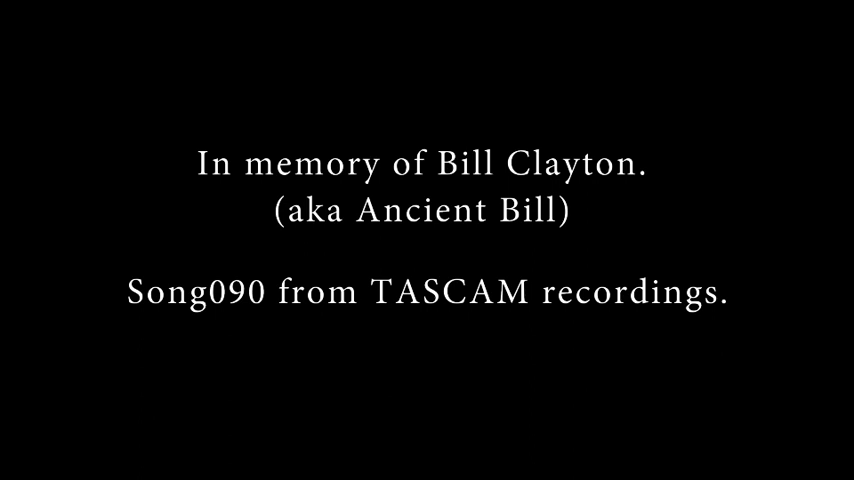 In memory of Bill Clayton.
(aka Ancient Bill)
Song090 from TASCAM recordings.